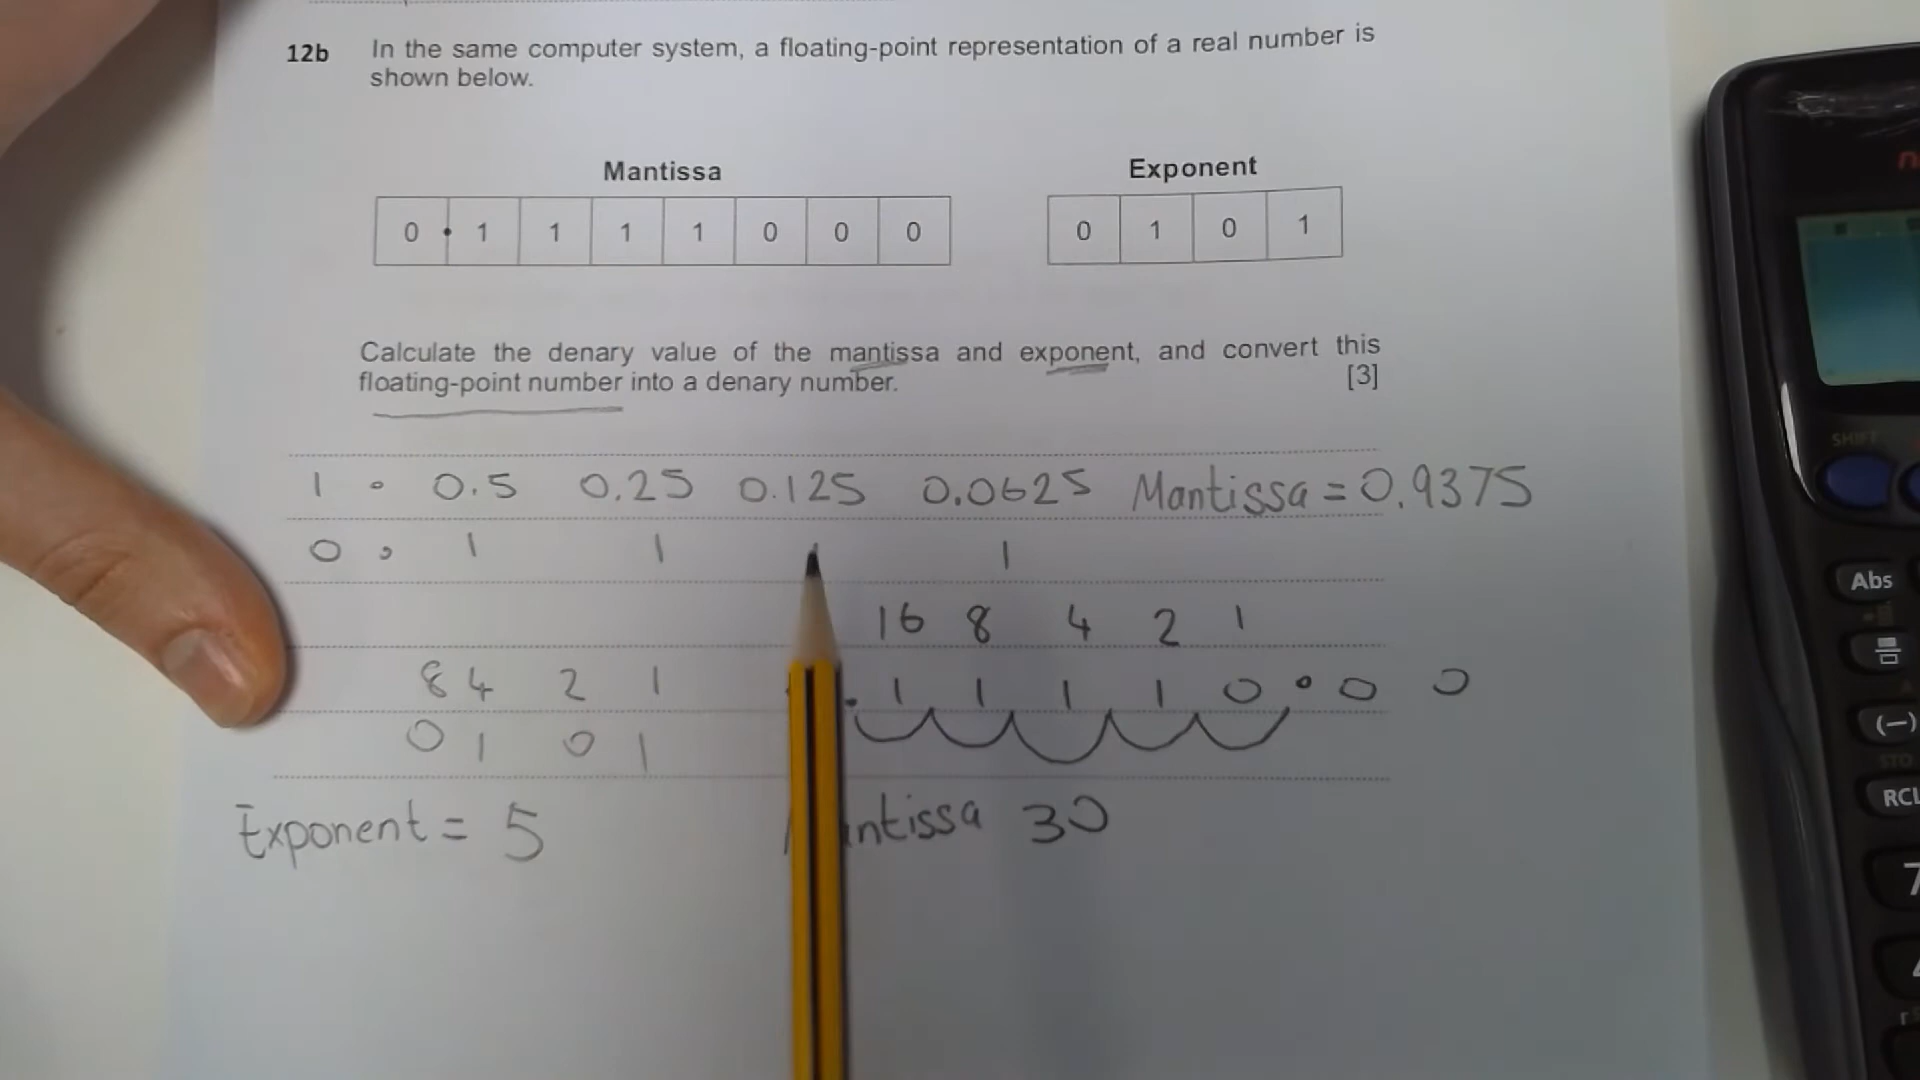 12b In the same computer system, a floating-point representation of a real number is
shown below.
Mantissa Exponent
0 . 1 1 1 1 0 0 0 0 1 0 1
Calculate the denary value of the mantissa and exponent, and convert this
floating-point number into a denary number. [3]
1 . 0.5 0.25 0.125 0.0625 Mantissa = 0.9375
0 . 1 1 1
16 8 4 2 1
8 4 2 1 . 1 1 1 1 0 . 0 0
0 1 0 1
Exponent = 5 30
SHIFT
Abs
(−)
STO
RCL
7